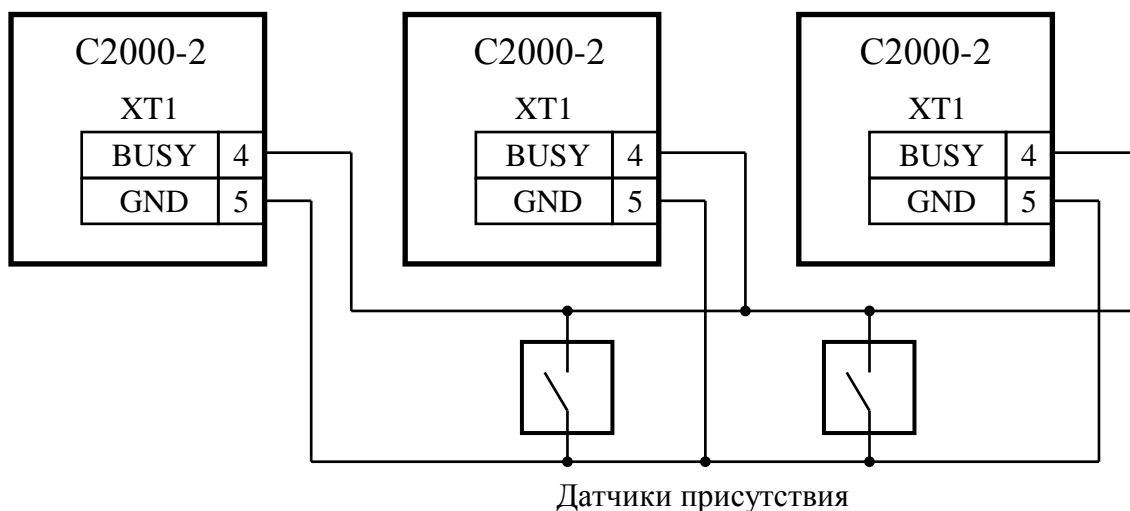 С2000-2 С2000-2 С2000-2
XT1 XT1 XT1
BUSY 4 BUSY 4 BUSY 4
GND 5 GND 5 GND 5
Датчики присутствия